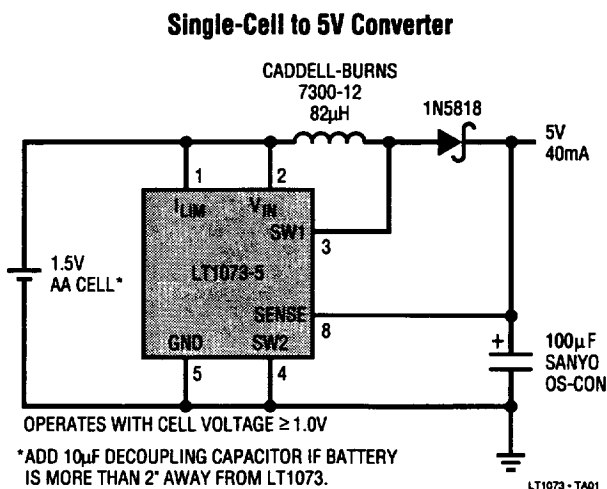 Single-Cell to 5V Converter
CADDELL-BURNS
7300-12
82µH
1N5818
5V
40mA
1
2
I_LIM
V_IN
SW1
3
1.5V
AA CELL*
LT1073-5
SENSE
8
GND
SW2
5
4
+
100µF
SANYO
OS-CON
OPERATES WITH CELL VOLTAGE ≥ 1.0V
*ADD 10µF DECOUPLING CAPACITOR IF BATTERY
IS MORE THAN 2" AWAY FROM LT1073.
LT1073 • TA01